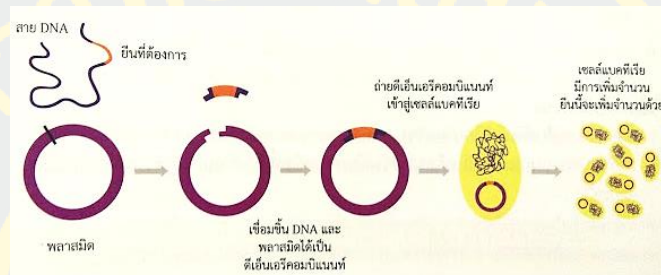 สาย DNA
ยีนที่ต้องการ
พลาสมิด
เชื่อมชิ้น DNA และ
พลาสมิดได้เป็น
ดีเอ็นเอรีคอมบิแนนท์
ถ่ายดีเอ็นเอรีคอมบิแนนท์
เข้าสู่เซลล์แบคทีเรีย
เซลล์แบคทีเรีย
มีการเพิ่มจำนวน
ยีนนี้จะเพิ่มจำนวนด้วย